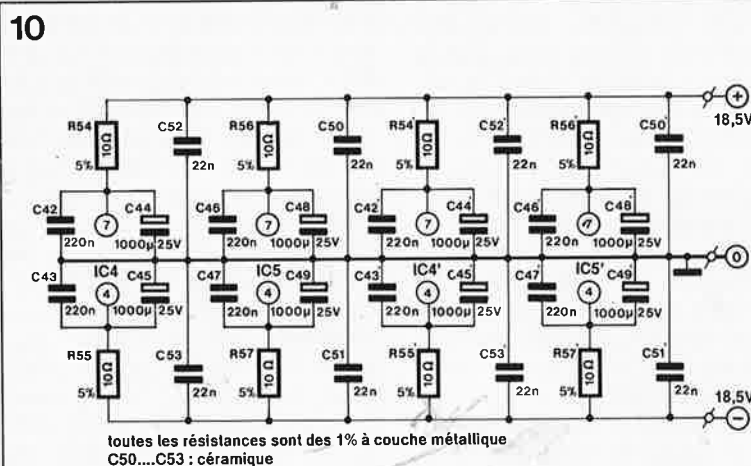 10
+
18,5V
R54 C52 R56 C50 R54' C52' R56' C50'
10Ω 10Ω 10Ω 10Ω
5% 22n 5% 22n 5% 22n 5% 22n
C42 C44 C46 C48 C42' C44' C46' C48'
7 7 7 7
220n 1000µ 25V 220n 1000µ 25V 220n 1000µ 25V 220n 1000µ 25V
0
C43 IC4 C45 C47 IC5 C49 C43' IC4' C45' C47' IC5' C49'
4 4 4 4
220n 1000µ 25V 220n 1000µ 25V 220n 1000µ 25V 220n 1000µ 25V
R55 C53 R57 C51 R55' C53' R57' C51'
10Ω 10Ω 10Ω 10Ω
5% 22n 5% 22n 5% 22n 5% 22n
18,5V
−
toutes les résistances sont des 1% à couche métallique
C50....C53 : céramique